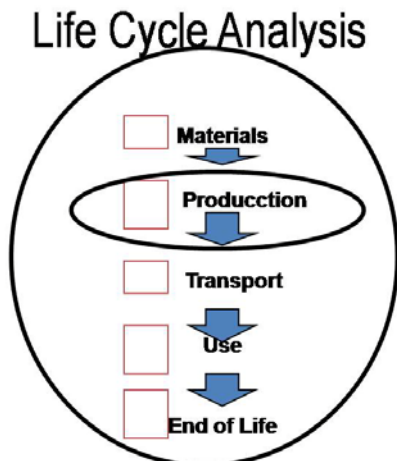 Life Cycle Analysis
Materials
Producction
Transport
Use
End of Life